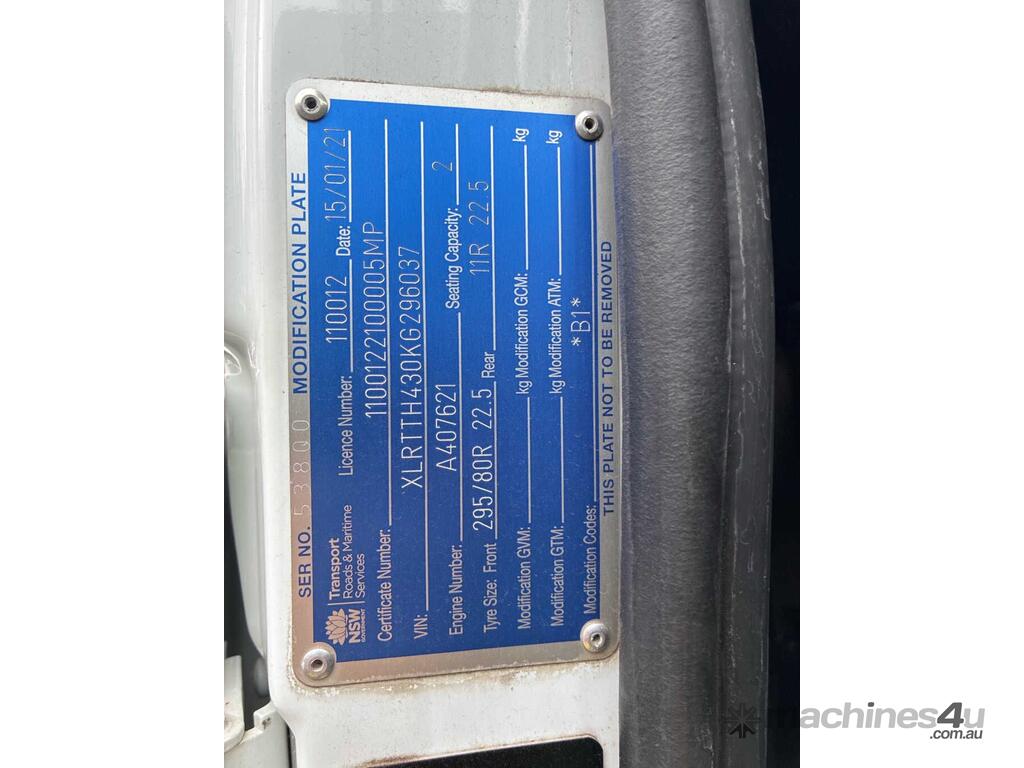 SER NO. 53800 MODIFICATION PLATE
NSW
GOVERNMENT
Transport
Roads & Maritime
Services
Licence Number: 110012 Date: 15/01/21
Certificate Number: 1100122100005MP
VIN: XLRTTH430KG296037
Engine Number: A407621 Seating Capacity: 2
Tyre Size: Front 295/80R 22.5 Rear 11R 22 5
Modification GVM: kg Modification GCM: kg
Modification GTM: kg Modification ATM: kg
Modification Codes: *B1*
THIS PLATE NOT TO BE REMOVED
machines4u
.com.au